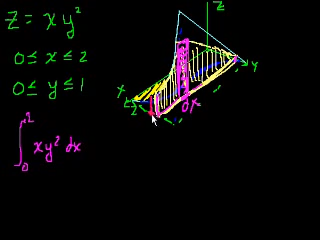 z = xy²
0 ≤ x ≤ 2
0 ≤ y ≤ 1
∫₀² xy² dx
z
y
x
2
dx